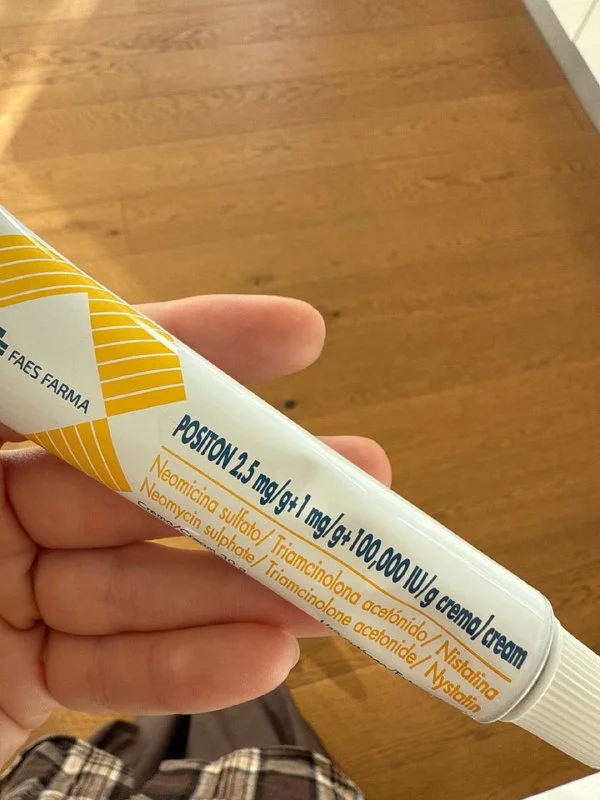 FAES FARMA
POSITON 2.5 mg/g+1 mg/g+100,000 IU/g crema/cream
Neomicina sulfato/Triamcinolona acetónido/Nistatina
Neomycin sulphate/Triamcinolone acetonide/Nystatin